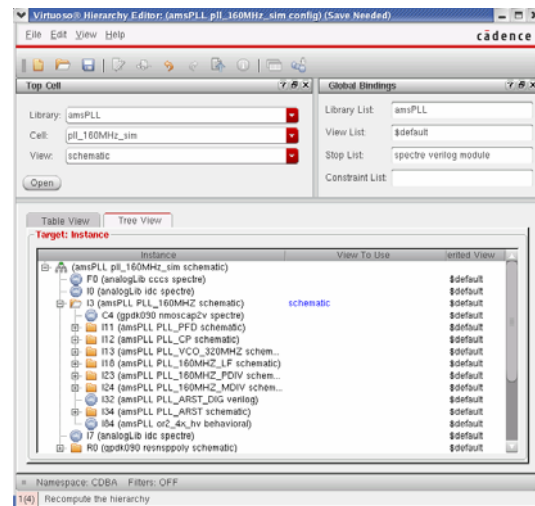 Virtuoso® Hierarchy Editor: (amsPLL pll_160MHz_sim config) (Save Needed)
File Edit View Help
cādence
Top Cell
Library: amsPLL
Cell: pll_160MHz_sim
View: schematic
Open
Global Bindings
Library List: amsPLL
View List: $default
Stop List: spectre verilog module
Constraint List:
Table View Tree View
Target: Instance
Instance View To Use erited View
(amsPLL pll_160MHz_sim schematic)
F0 (analogLib cccs spectre) $default
I0 (analogLib idc spectre) $default
I3 (amsPLL PLL_160MHZ schematic) schematic $default
C4 (gpdk090 nmoscap2v spectre) $default
I11 (amsPLL PLL_PFD schematic) $default
I12 (amsPLL PLL_CP schematic) $default
I13 (amsPLL PLL_VCO_320MHZ schem... $default
I18 (amsPLL PLL_160MHZ_LF schematic) $default
I23 (amsPLL PLL_160MHZ_PDIV schem... $default
I24 (amsPLL PLL_160MHZ_MDIV schem... $default
I32 (amsPLL PLL_ARST_DIG verilog) $default
I34 (amsPLL PLL_ARST schematic) $default
I84 (amsPLL or2_4x_hv behavioral) $default
I7 (analogLib idc spectre) $default
R0 (gpdk090 resnsppoly schematic) $default
Namespace: CDBA Filters: OFF
1(4) Recompute the hierarchy